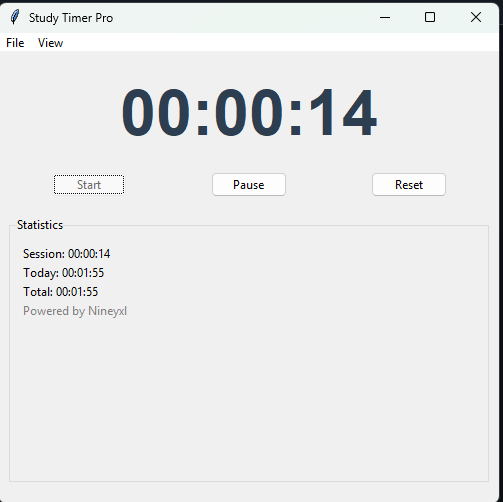 Study Timer Pro
File View
00:00:14
Start Pause Reset
Statistics
Session: 00:00:14
Today: 00:01:55
Total: 00:01:55
Powered by Nineyxl